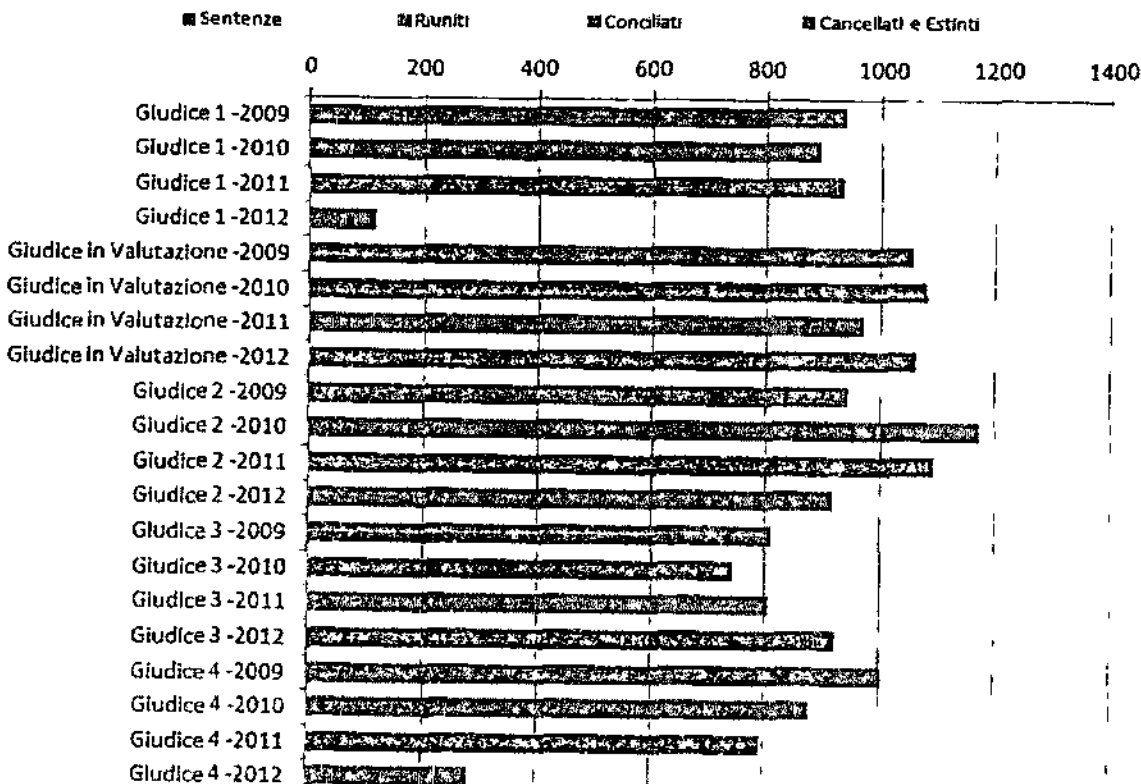 Sentenze Riuniti Conciliati Cancellati e Estinti
0 200 400 600 800 1000 1200 1400
Giudice 1 -2009
Giudice 1 -2010
Giudice 1 -2011
Giudice 1 -2012
Giudice in Valutazione -2009
Giudice in Valutazione -2010
Giudice in Valutazione -2011
Giudice in Valutazione -2012
Giudice 2 -2009
Giudice 2 -2010
Giudice 2 -2011
Giudice 2 -2012
Giudice 3 -2009
Giudice 3 -2010
Giudice 3 -2011
Giudice 3 -2012
Giudice 4 -2009
Giudice 4 -2010
Giudice 4 -2011
Giudice 4 -2012